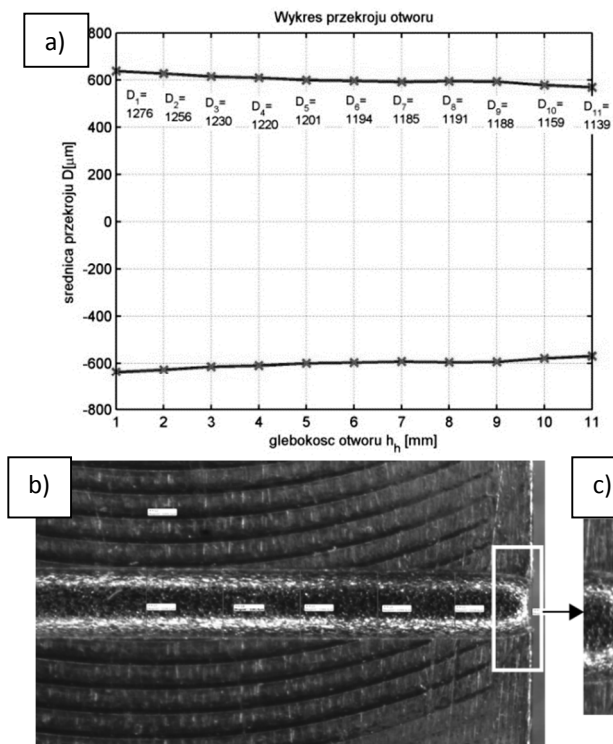 a)
Wykres przekroju otworu
800
600
400
200
0
-200
-400
-600
-800
srednica przekroju D[µm]
D1= D2= D3= D4= D5= D6= D7= D8= D9= D10= D11=
1276 1256 1230 1220 1201 1194 1185 1191 1188 1159 1139
1 2 3 4 5 6 7 8 9 10 11
glebokosc otworu hh [mm]
b)
c)